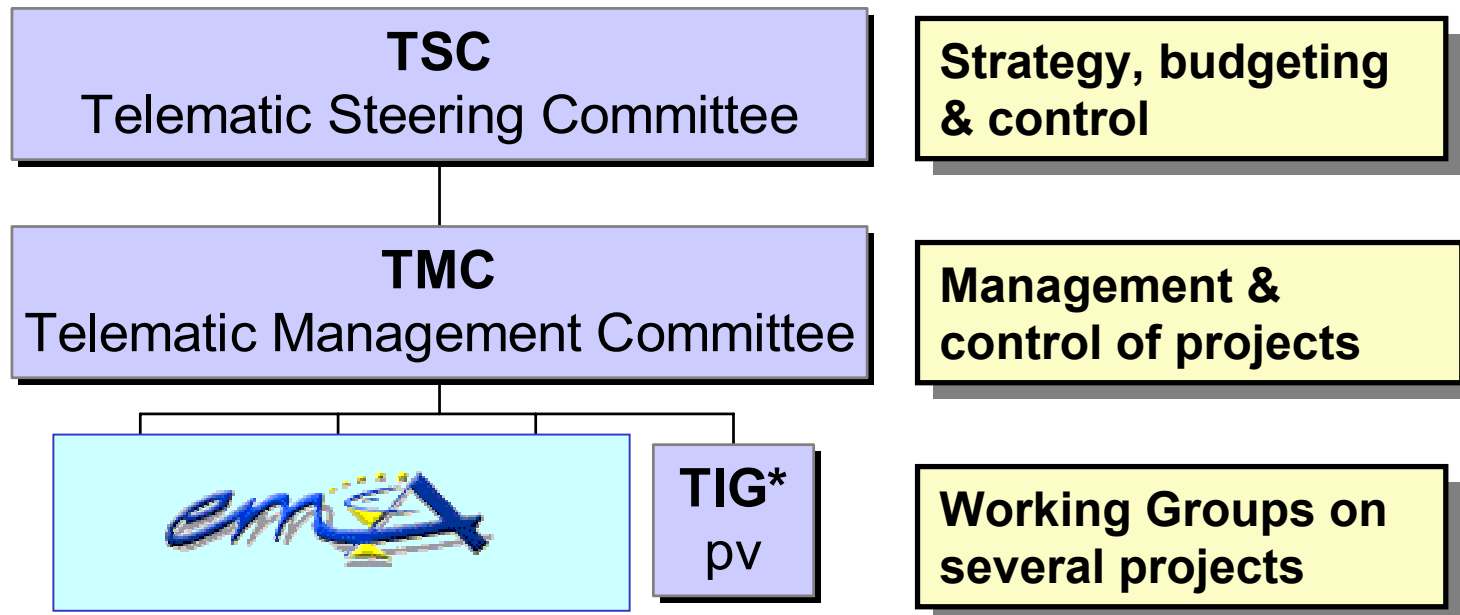 TSC
Telematic Steering Committee
Strategy, budgeting
& control
TMC
Telematic Management Committee
Management &
control of projects
emA
TIG*
pv
Working Groups on
several projects